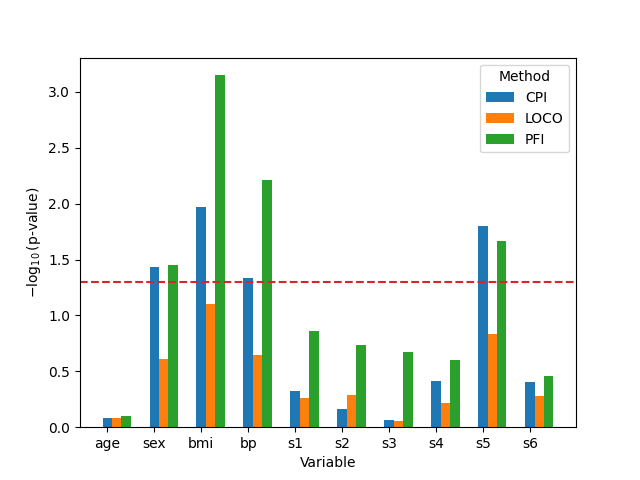 Method
CPI
LOCO
PFI
3.0
2.5
2.0
1.5
1.0
0.5
0.0
−log₁₀(p-value)
age sex bmi bp s1 s2 s3 s4 s5 s6
Variable